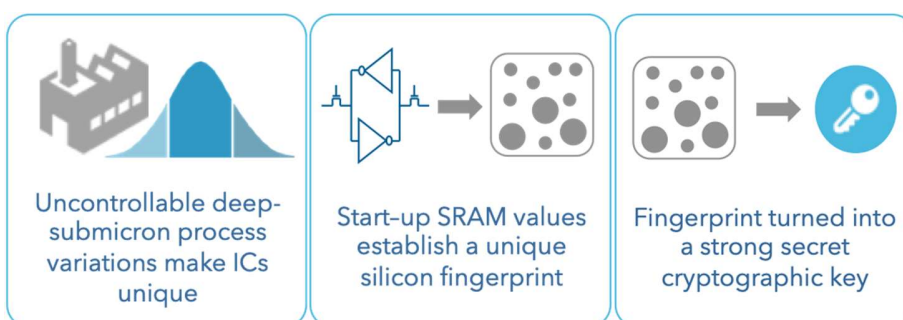 Uncontrollable deep-
submicron process
variations make ICs
unique
Start-up SRAM values
establish a unique
silicon fingerprint
Fingerprint turned into
a strong secret
cryptographic key